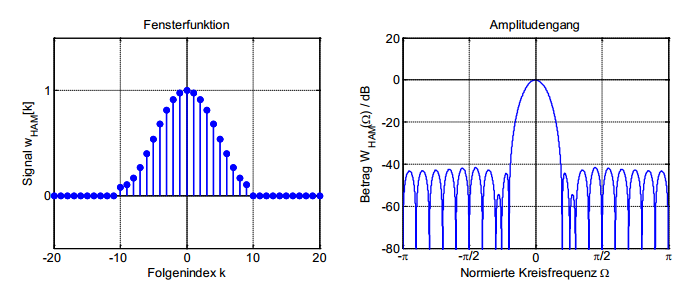 Fensterfunktion
Signal w_HAM[k]
1
0
-20 -10 0 10 20
Folgenindex k
Amplitudengang
Betrag W_HAM(Ω) / dB
20
0
-20
-40
-60
-80
-π -π/2 0 π/2 π
Normierte Kreisfrequenz Ω